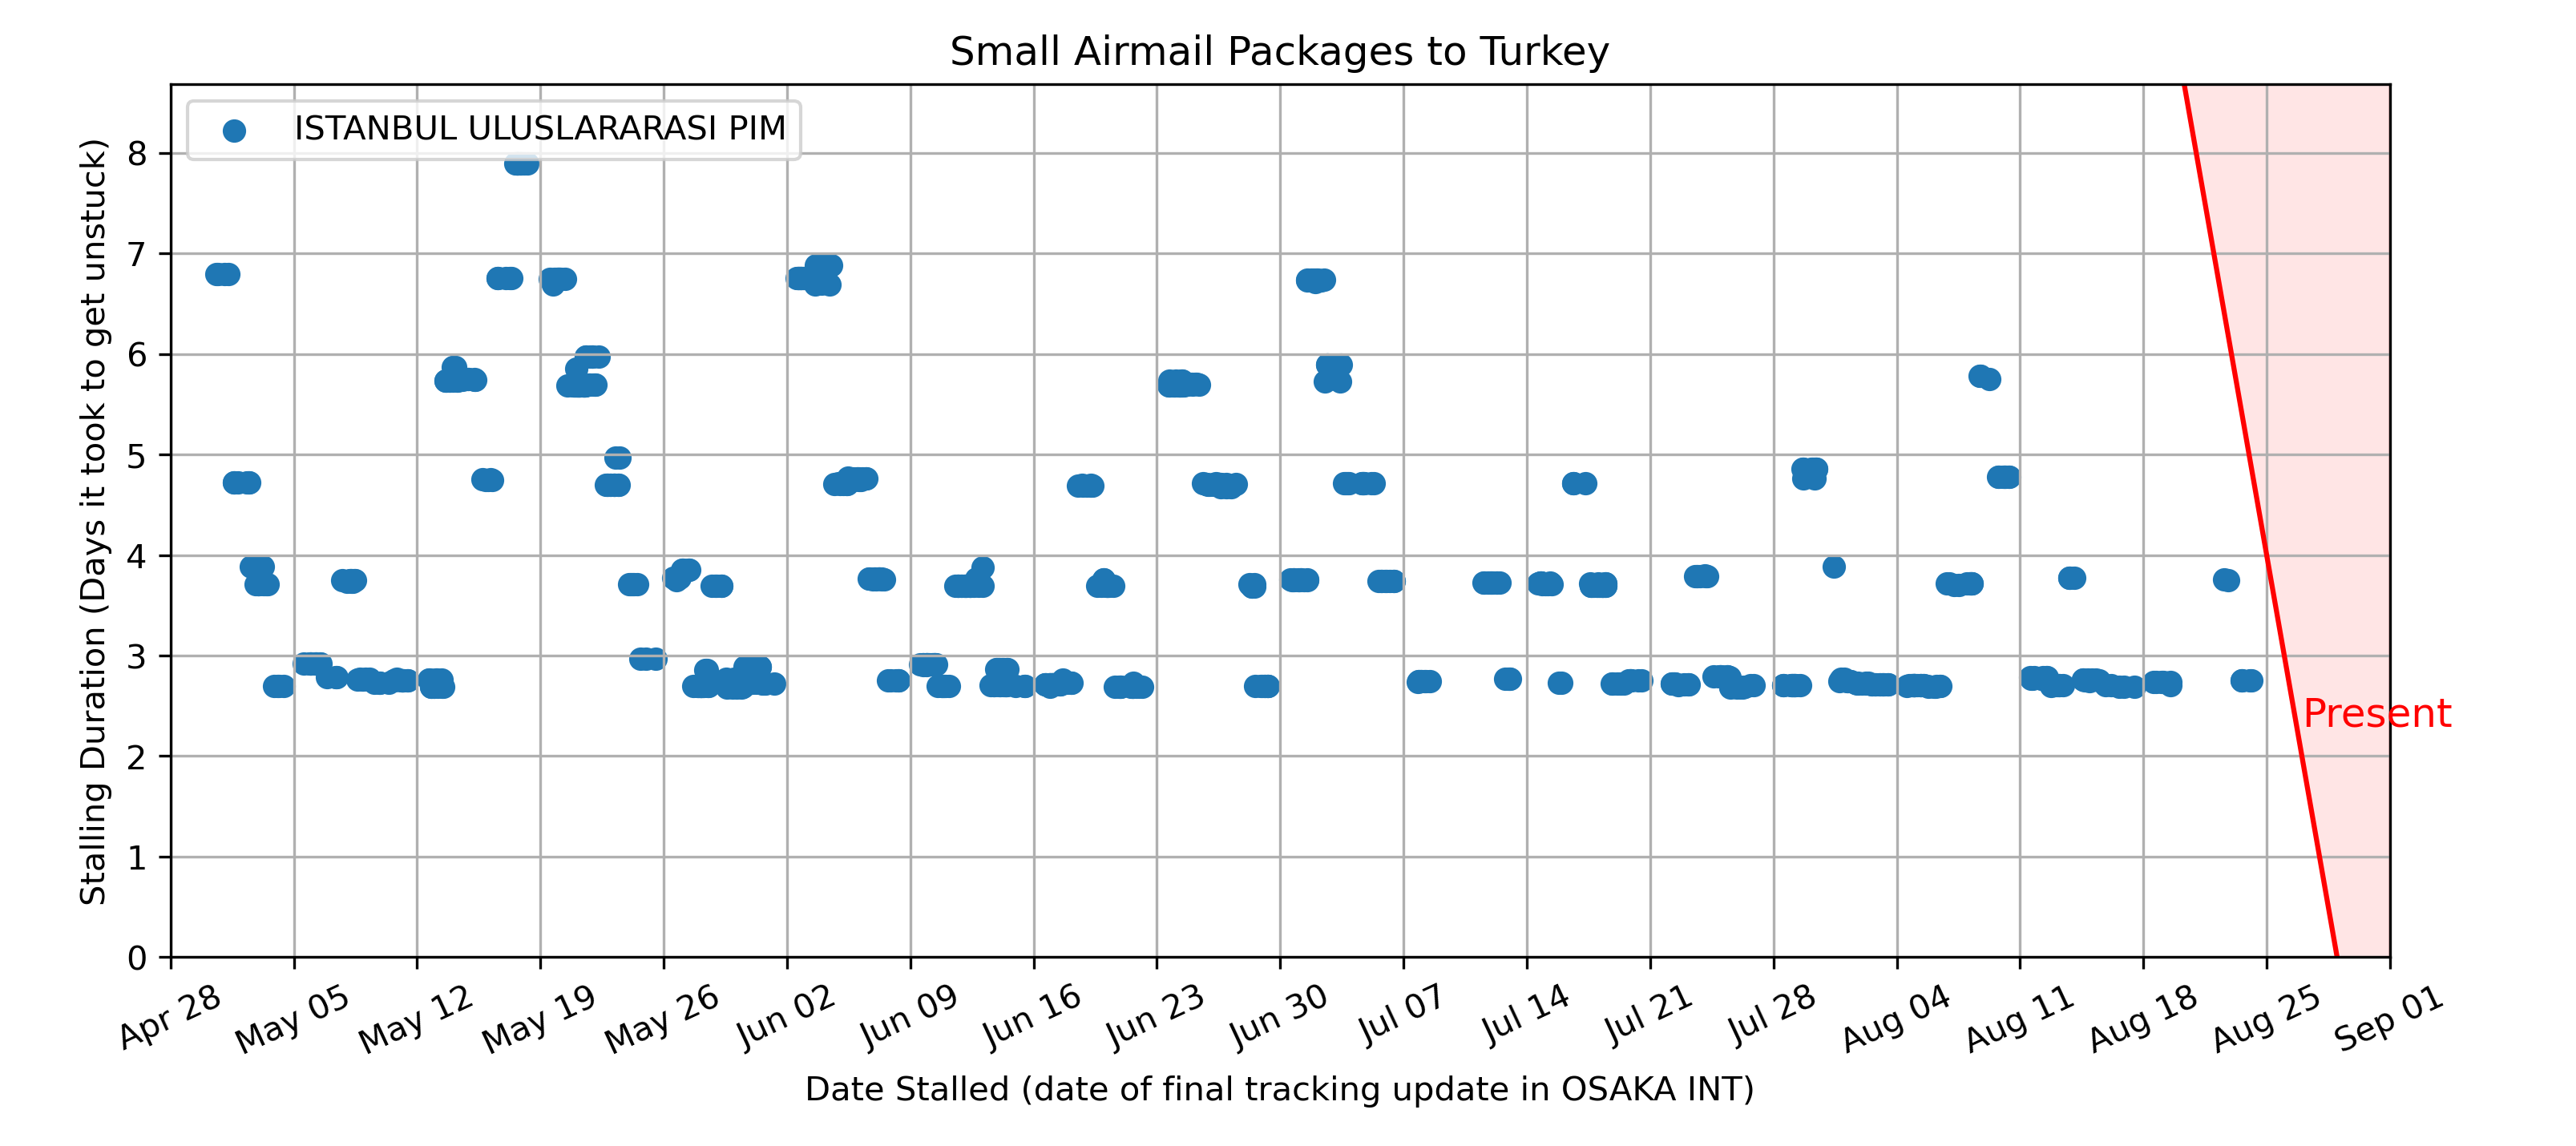 Small Airmail Packages to Turkey
ISTANBUL ULUSLARARASI PIM
Stalling Duration (Days it took to get unstuck)
8
7
6
5
4
3
2
1
0
Present
Apr 28
May 05
May 12
May 19
May 26
Jun 02
Jun 09
Jun 16
Jun 23
Jun 30
Jul 07
Jul 14
Jul 21
Jul 28
Aug 04
Aug 11
Aug 18
Aug 25
Sep 01
Date Stalled (date of final tracking update in OSAKA INT)